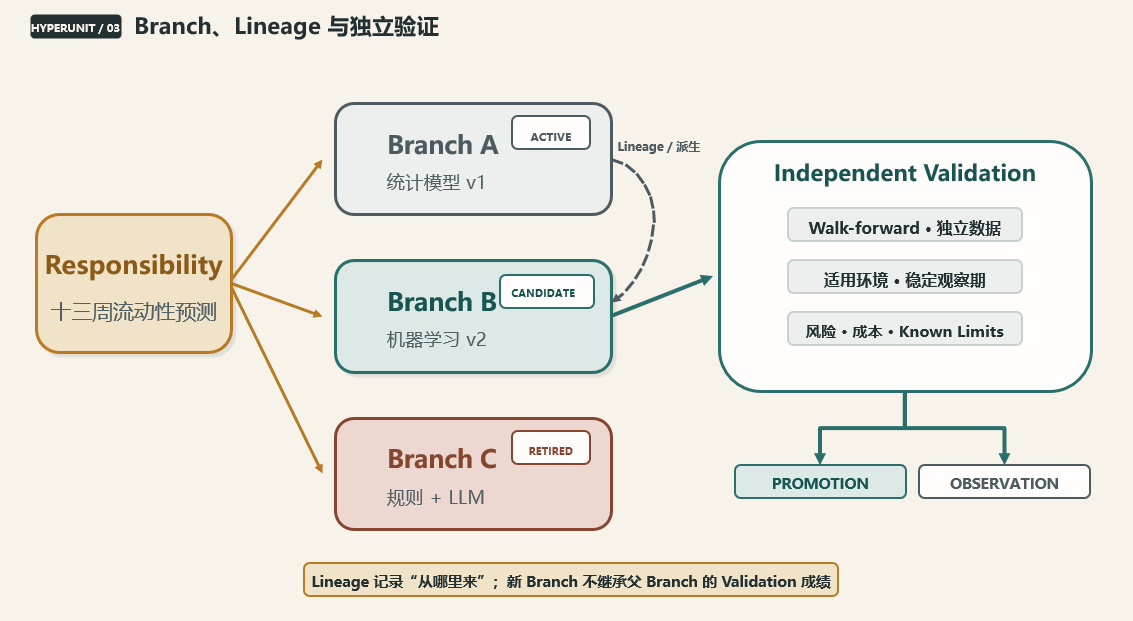 HYPERUNIT / 03
Branch、Lineage 与独立验证
Responsibility
十三周流动性预测
Branch A
ACTIVE
统计模型 v1
Lineage / 派生
Branch B
CANDIDATE
机器学习 v2
Branch C
RETIRED
规则 + LLM
Independent Validation
Walk-forward • 独立数据
适用环境 • 稳定观察期
风险 • 成本 • Known Limits
PROMOTION
OBSERVATION
Lineage 记录“从哪里来”；新 Branch 不继承父 Branch 的 Validation 成绩